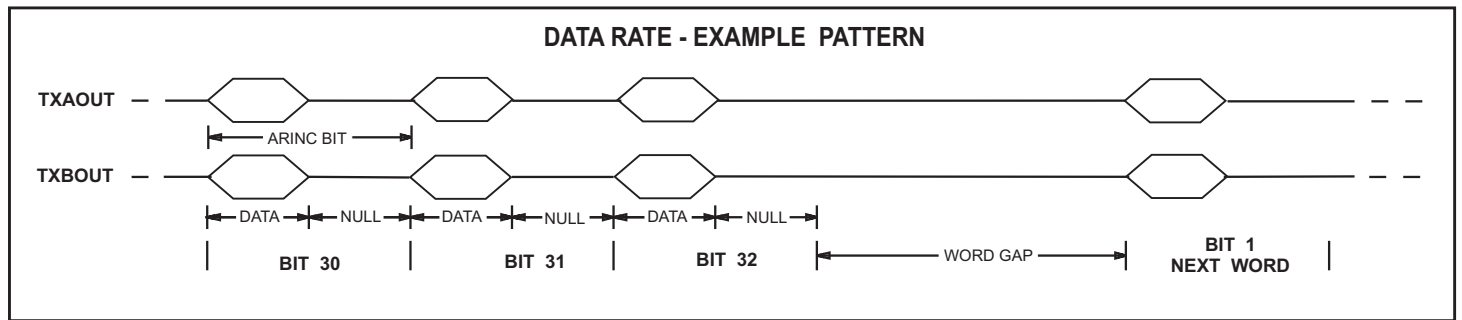 DATA RATE - EXAMPLE PATTERN
TXAOUT
ARINC BIT
TXBOUT
DATA NULL DATA NULL DATA NULL
BIT 30 BIT 31 BIT 32 WORD GAP BIT 1
NEXT WORD